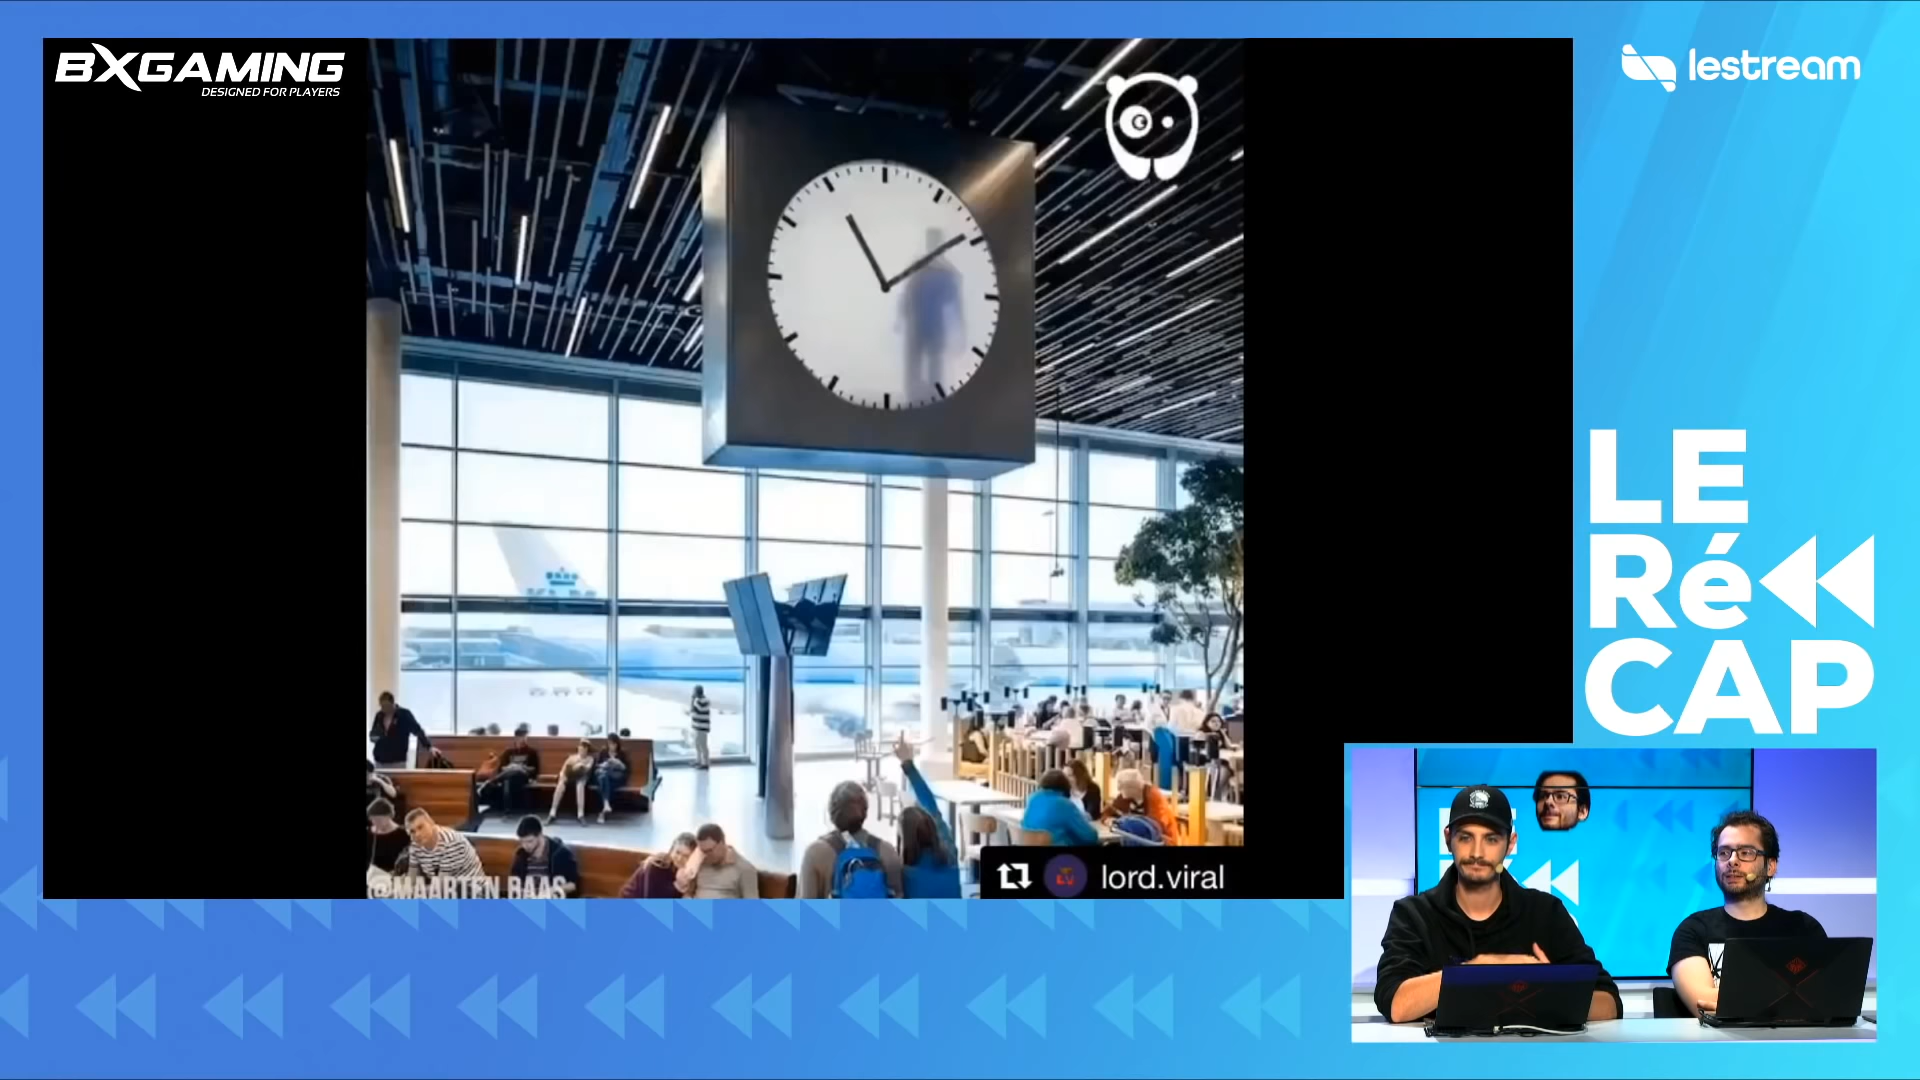 BXGAMING
DESIGNED FOR PLAYERS
lestream
LE
Ré
CAP
@MAARTEN BAAS
lord.viral